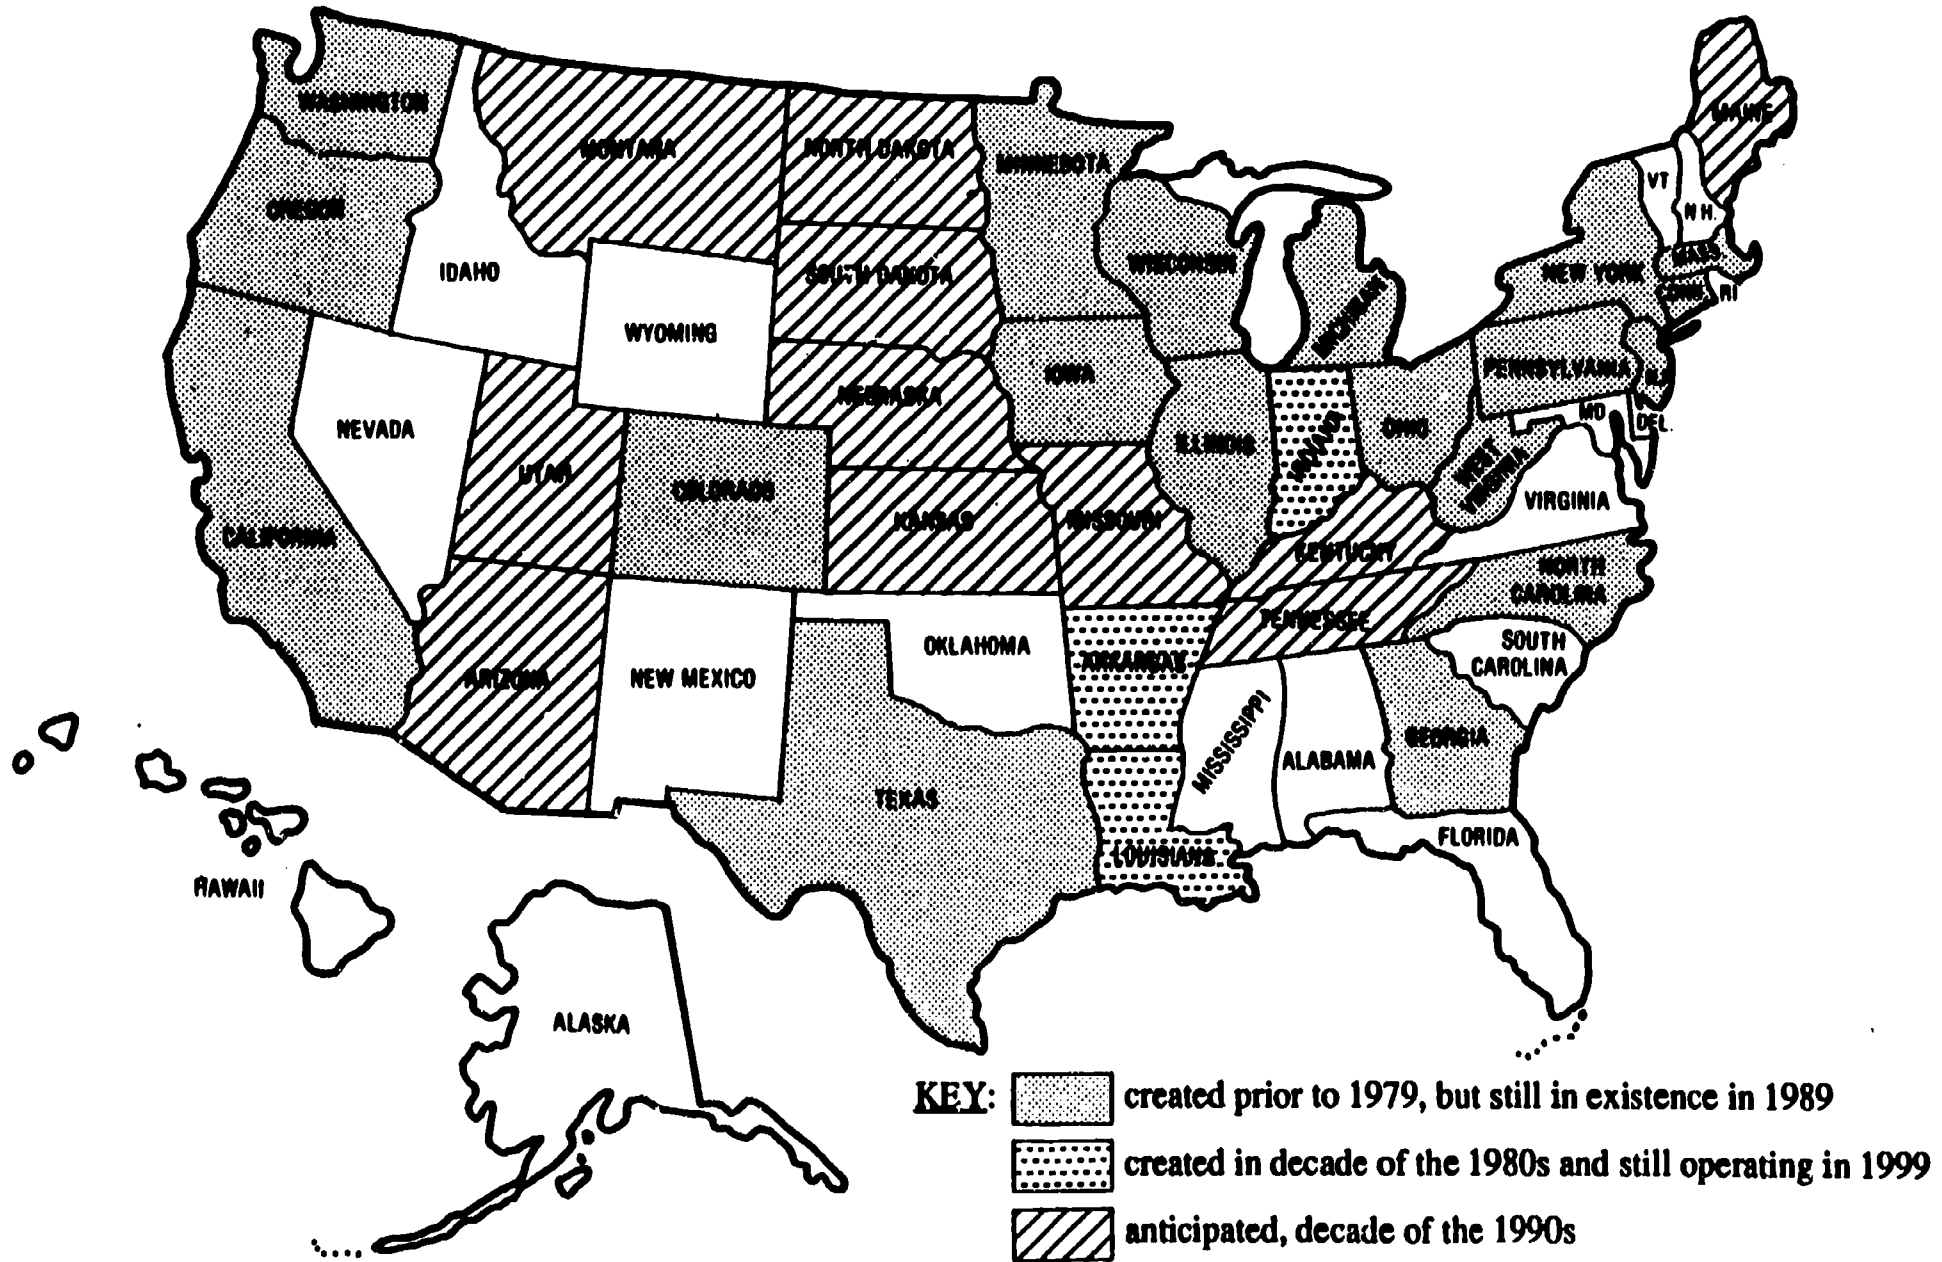 WASHINGTON
MONTANA
NORTH DAKOTA
MINNESOTA
MAINE
OREGON
IDAHO
SOUTH DAKOTA
WISCONSIN
MICHIGAN
VT
N H.
NEW YORK
MASS.
CONN.
RI
WYOMING
NEBRASKA
IOWA
PENNSYLVANIA
N.J.
NEVADA
UTAH
COLORADO
KANSAS
MISSOURI
ILLINOIS
INDIANA
OHIO
WEST
VIRGINIA
MD
DEL.
VIRGINIA
CALIFORNIA
KENTUCKY
NORTH
CAROLINA
TENNESSEE
SOUTH
CAROLINA
ARIZONA
NEW MEXICO
OKLAHOMA
ARKANSAS
MISSISSIPPI
ALABAMA
GEORGIA
TEXAS
LOUISIANA
FLORIDA
HAWAII
ALASKA
KEY: created prior to 1979, but still in existence in 1989
created in decade of the 1980s and still operating in 1999
anticipated, decade of the 1990s